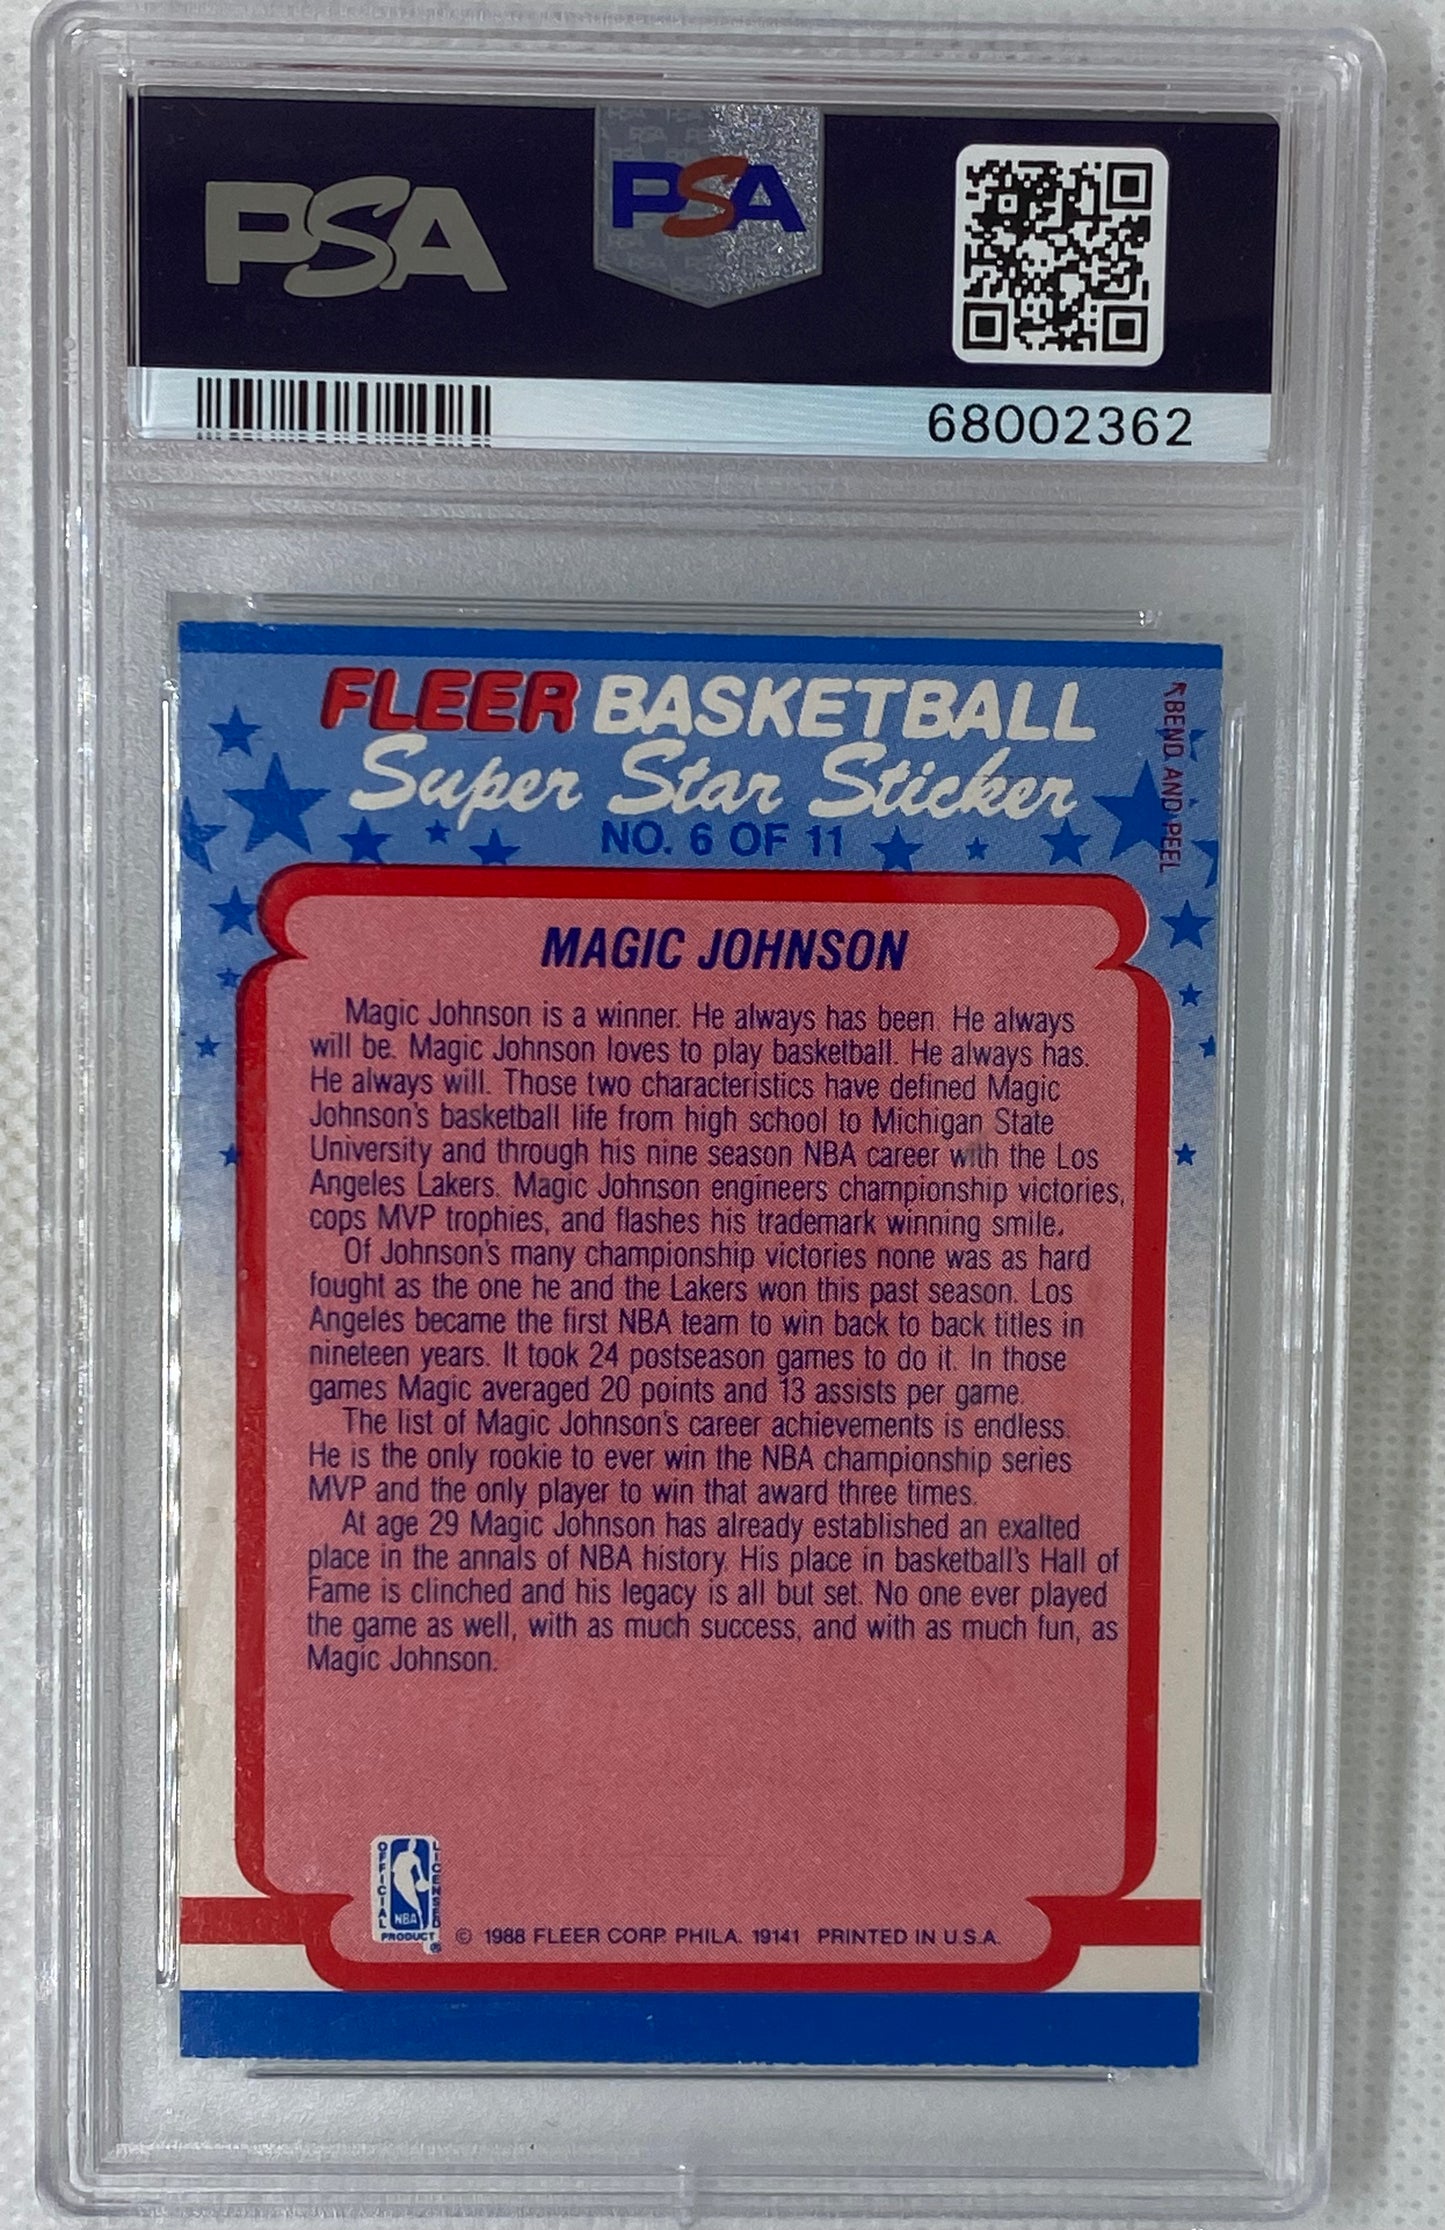 PSA
PSA
68002362
FLEER BASKETBALL
Super Star Sticker
NO. 6 OF 11
BEND AND PEEL
MAGIC JOHNSON
Magic Johnson is a winner. He always has been. He always
will be. Magic Johnson loves to play basketball. He always has.
He always will. Those two characteristics have defined Magic
Johnson's basketball life from high school to Michigan State
University and through his nine season NBA career with the Los
Angeles Lakers. Magic Johnson engineers championship victories,
cops MVP trophies, and flashes his trademark winning smile.
Of Johnson's many championship victories none was as hard
fought as the one he and the Lakers won this past season. Los
Angeles became the first NBA team to win back to back titles in
nineteen years. It took 24 postseason games to do it. In those
games Magic averaged 20 points and 13 assists per game.
The list of Magic Johnson's career achievements is endless.
He is the only rookie to ever win the NBA championship series
MVP and the only player to win that award three times.
At age 29 Magic Johnson has already established an exalted
place in the annals of NBA history. His place in basketball's Hall of
Fame is clinched and his legacy is all but set. No one ever played
the game as well, with as much success, and with as much fun, as
Magic Johnson.
OFFICIAL
LICENSED
NBA
PRODUCT ®
© 1988 FLEER CORP. PHILA. 19141 PRINTED IN U.S.A.